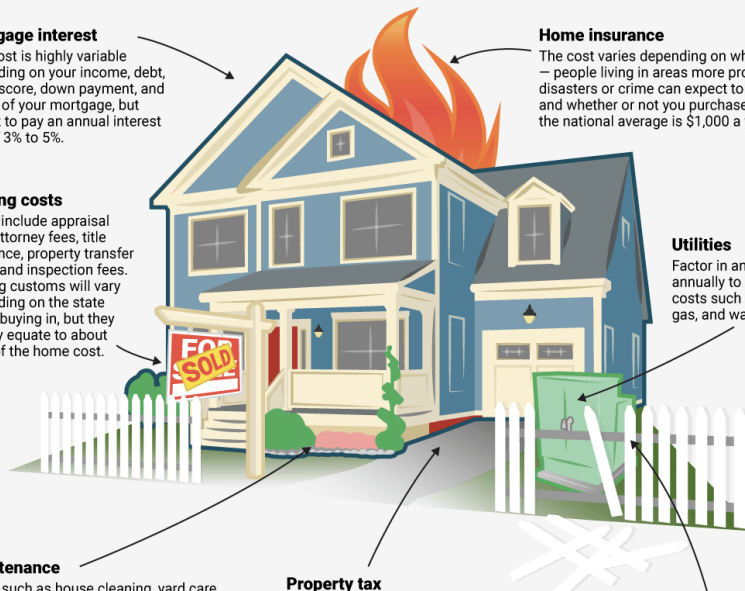 gage interest
ost is highly variable
ding on your income, debt,
score, down payment, and
of your mortgage, but
to pay an annual interest
3% to 5%.
Home insurance
The cost varies depending on wh
— people living in areas more pro
disasters or crime can expect to
and whether or not you purchase
the national average is $1,000 a
ng costs
include appraisal
ttorney fees, title
nce, property transfer
and inspection fees.
g customs will vary
ding on the state
buying in, but they
y equate to about
of the home cost.
Utilities
Factor in an
annually to
costs such
gas, and wa
FOR
SOLD
tenance
such as house cleaning, yard care
Property tax